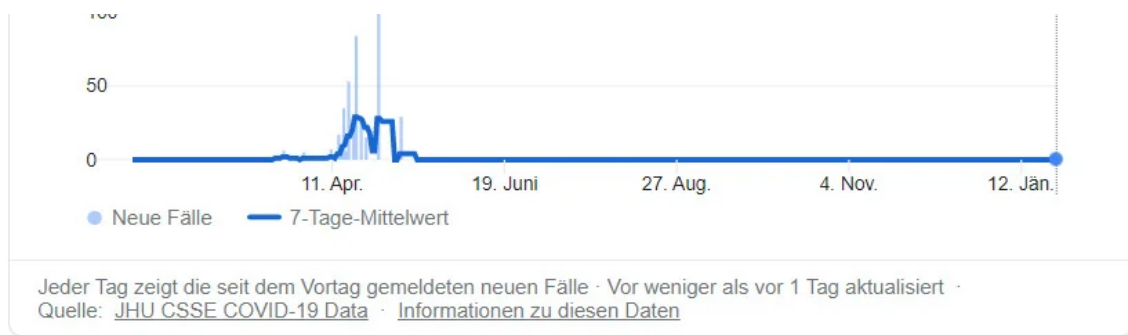 100
50
0
11. Apr.
19. Juni
27. Aug.
4. Nov.
12. Jän.
Neue Fälle
7-Tage-Mittelwert
Jeder Tag zeigt die seit dem Vortag gemeldeten neuen Fälle · Vor weniger als vor 1 Tag aktualisiert ·
Quelle: JHU CSSE COVID-19 Data · Informationen zu diesen Daten